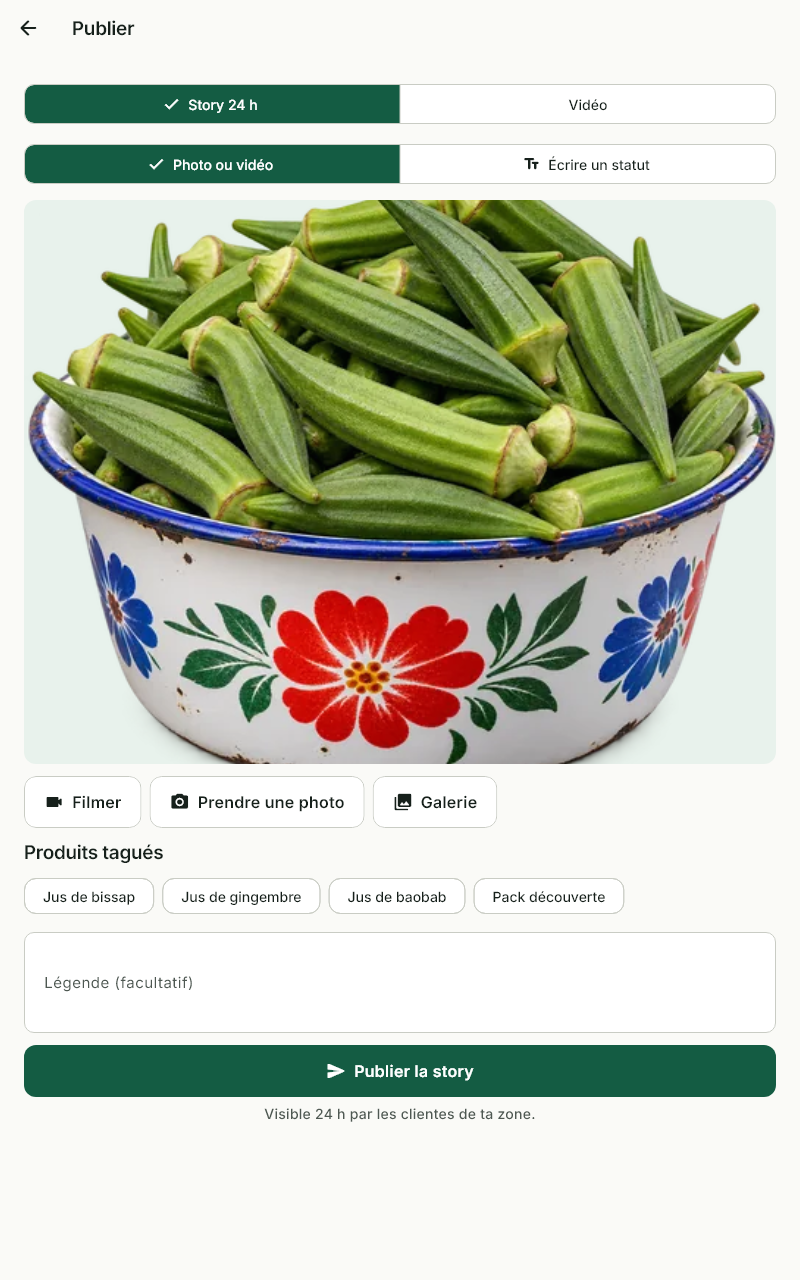 Publier
Story 24 h
Vidéo
Photo ou vidéo
Écrire un statut
Filmer
Prendre une photo
Galerie
Produits tagués
Jus de bissap
Jus de gingembre
Jus de baobab
Pack découverte
Légende (facultatif)
Publier la story
Visible 24 h par les clientes de ta zone.